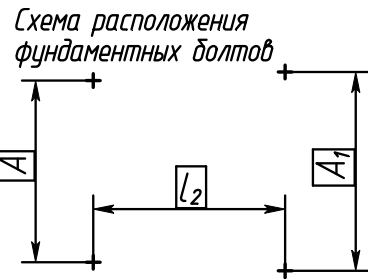 Схема расположения
фундаментных болтов
A
A₁
l₂